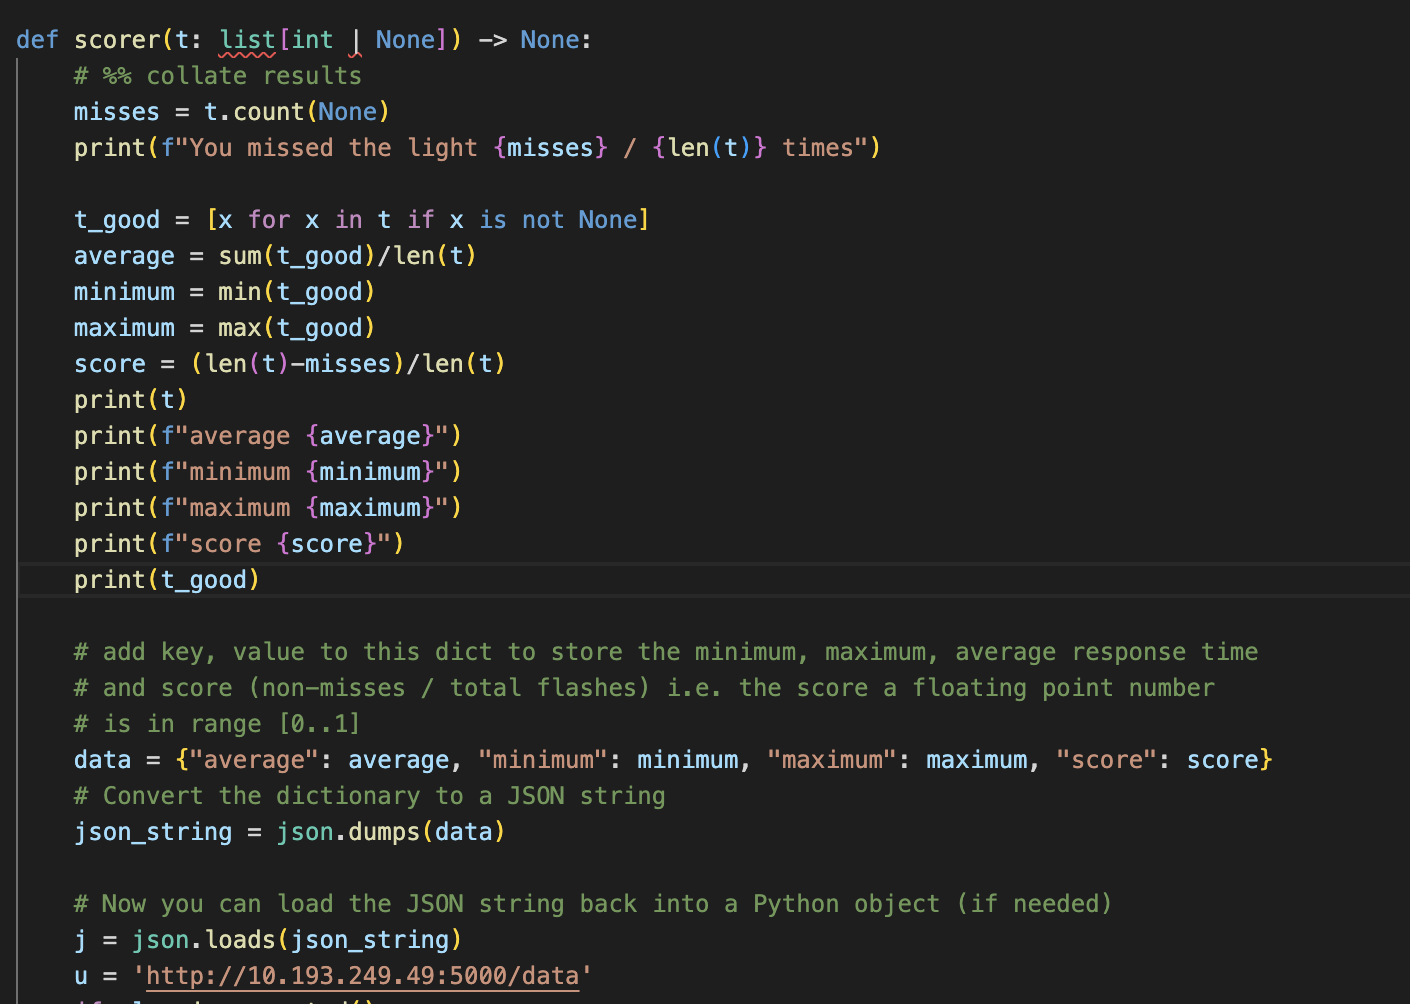 def scorer(t: list[int | None]) -> None:
    # %% collate results
    misses = t.count(None)
    print(f"You missed the light {misses} / {len(t)} times")

    t_good = [x for x in t if x is not None]
    average = sum(t_good)/len(t)
    minimum = min(t_good)
    maximum = max(t_good)
    score = (len(t)-misses)/len(t)
    print(t)
    print(f"average {average}")
    print(f"minimum {minimum}")
    print(f"maximum {maximum}")
    print(f"score {score}")
    print(t_good)

    # add key, value to this dict to store the minimum, maximum, average response time
    # and score (non-misses / total flashes) i.e. the score a floating point number
    # is in range [0..1]
    data = {"average": average, "minimum": minimum, "maximum": maximum, "score": score}
    # Convert the dictionary to a JSON string
    json_string = json.dumps(data)

    # Now you can load the JSON string back into a Python object (if needed)
    j = json.loads(json_string)
    u = 'http://10.193.249.49:5000/data'